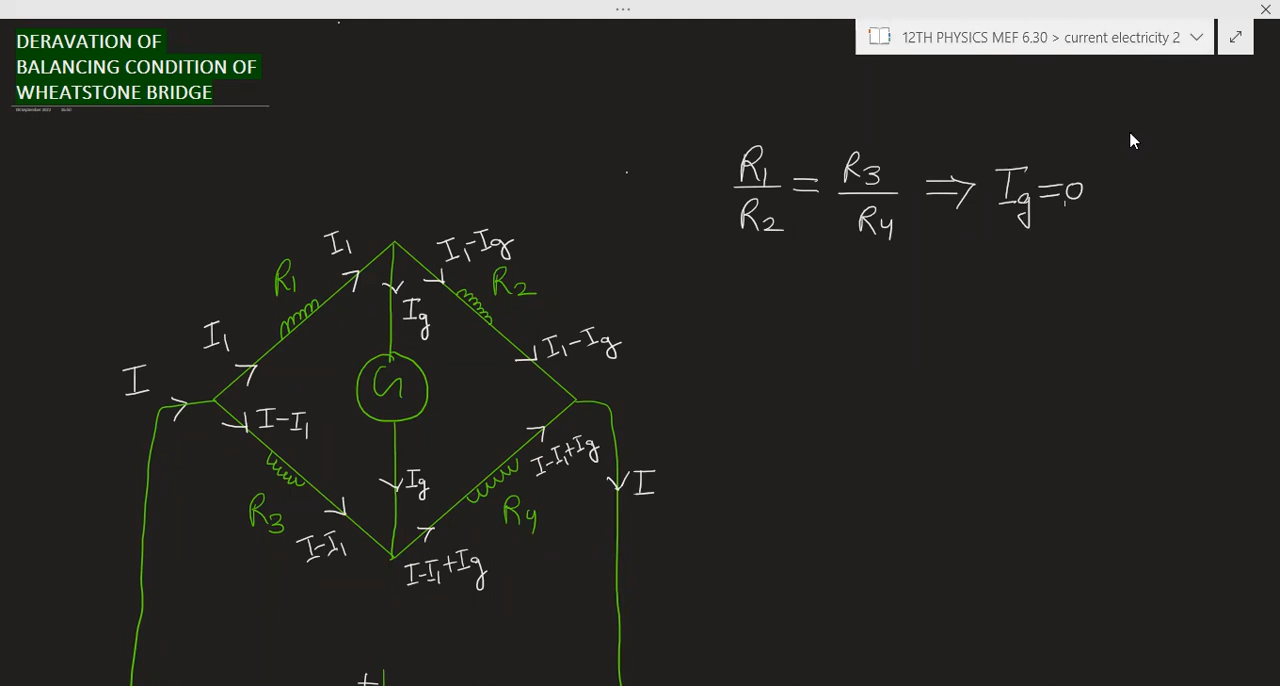 12TH PHYSICS MEF 6.30 > current electricity 2
DERAVATION OF
BALANCING CONDITION OF
WHEATSTONE BRIDGE
R1/R2 = R3/R4 ⇒ Ig=0
I1
I1-Ig
R1
R2
Ig
I1
I1-Ig
I
G
I-I1
I-I1+Ig
Ig
I
R3
R4
I-I1
I-I1+Ig
+